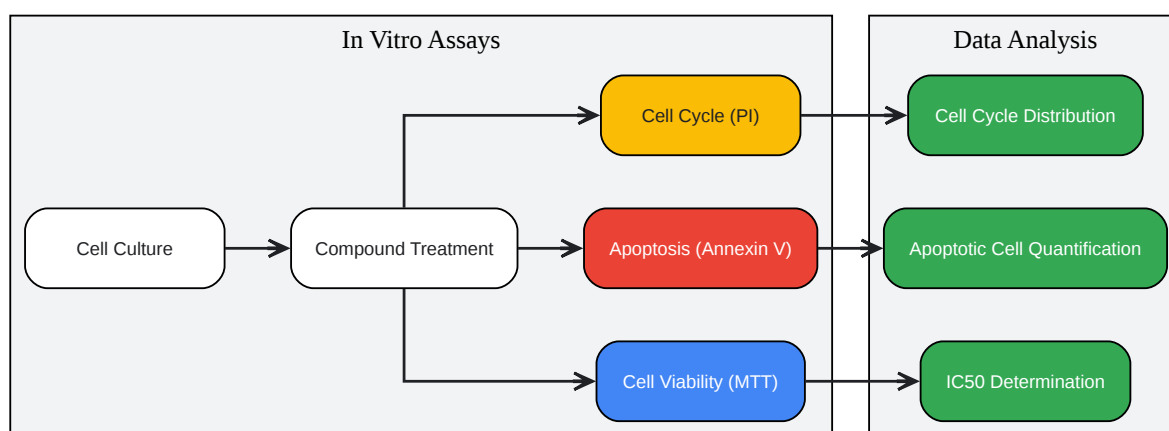 In Vitro Assays
Data Analysis
Cell Cycle (PI)
Cell Cycle Distribution
Cell Culture
Compound Treatment
Apoptosis (Annexin V)
Apoptotic Cell Quantification
Cell Viability (MTT)
IC50 Determination